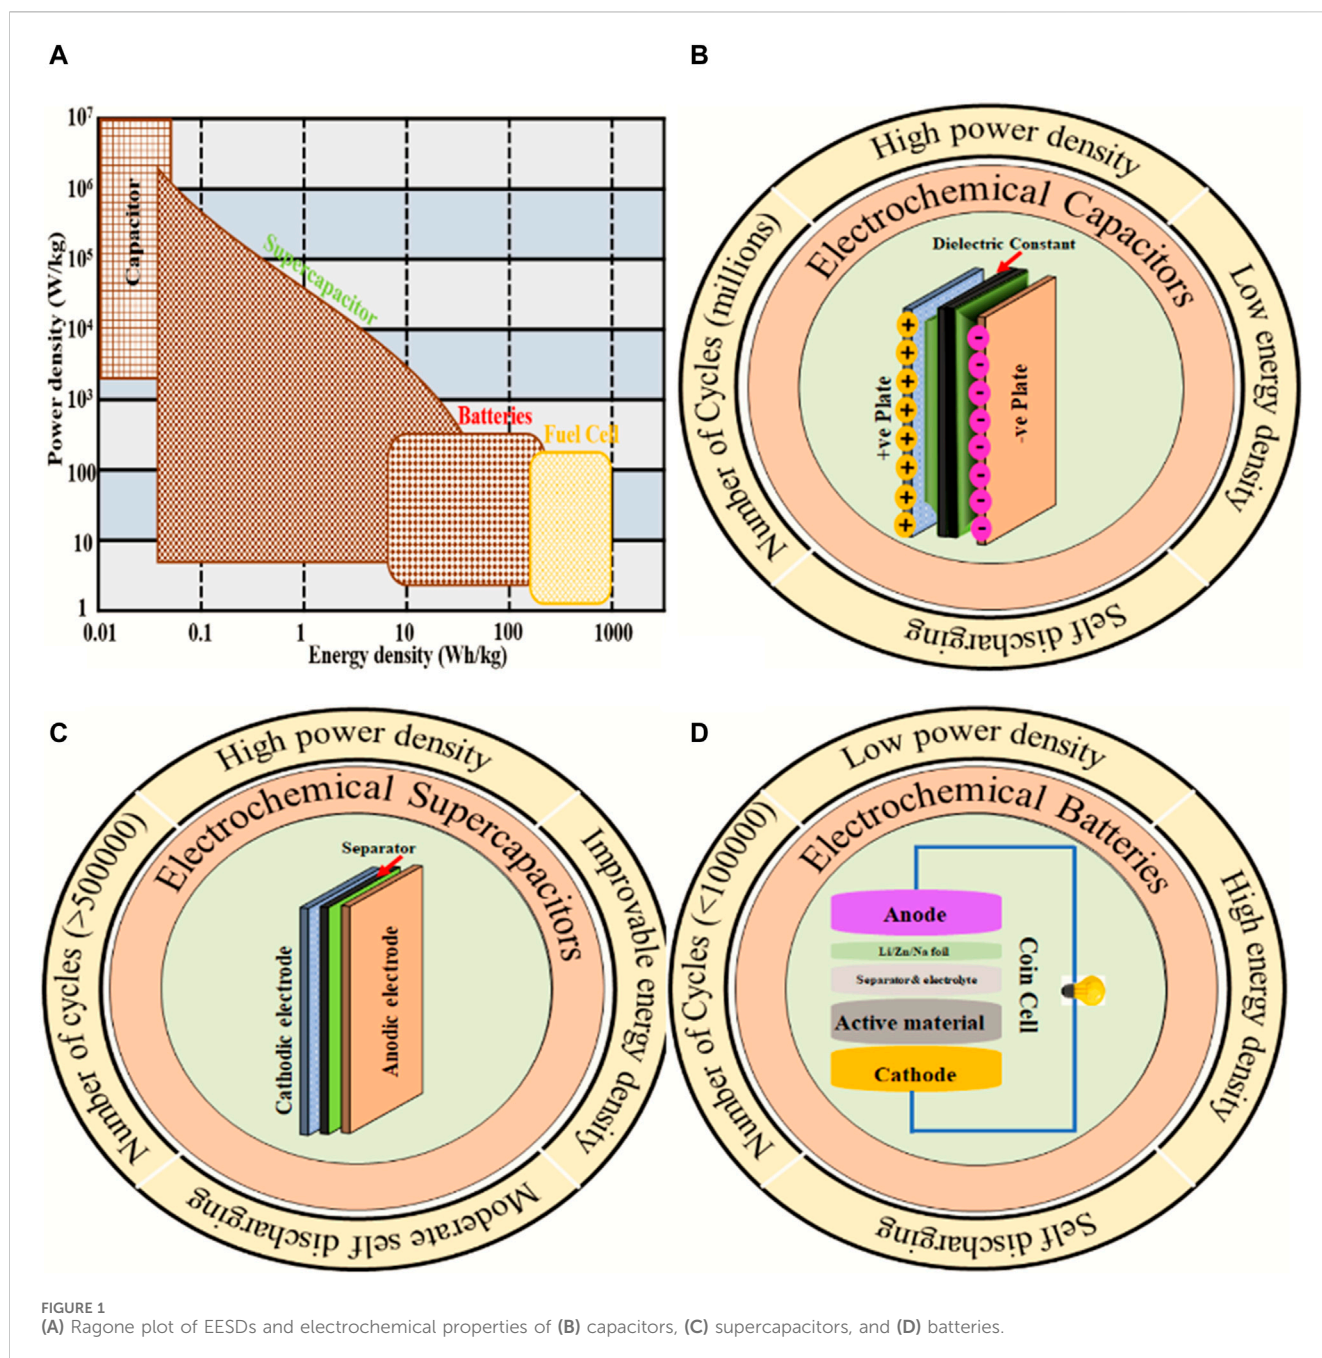 A
10⁷
10⁶
10⁵
10⁴
10³
100
10
1
Power density (W/kg)
Capacitor
Supercapacitor
Batteries
Fuel Cell
0.01
0.1
1
10
100
1000
Energy density (Wh/kg)
B
High power density
Low energy density
Self discharging
Number of Cycles (millions)
Electrochemical Capacitors
Dielectric Constant
+ve Plate
-ve Plate
+
+
+
+
+
+
+
+
-
-
-
-
-
-
-
-
C
High power density
Improvable energy density
Moderate self discharging
Number of cycles (>500000)
Electrochemical Supercapacitors
Separator
Cathodic electrode
Anodic electrode
D
Low power density
High energy density
Self discharging
Number of Cycles (<100000)
Electrochemical Batteries
Anode
Li/Zn/Na foil
Separator & electrolyte
Active material
Cathode
Coin Cell
FIGURE 1
(A) Ragone plot of EESDs and electrochemical properties of (B) capacitors, (C) supercapacitors, and (D) batteries.